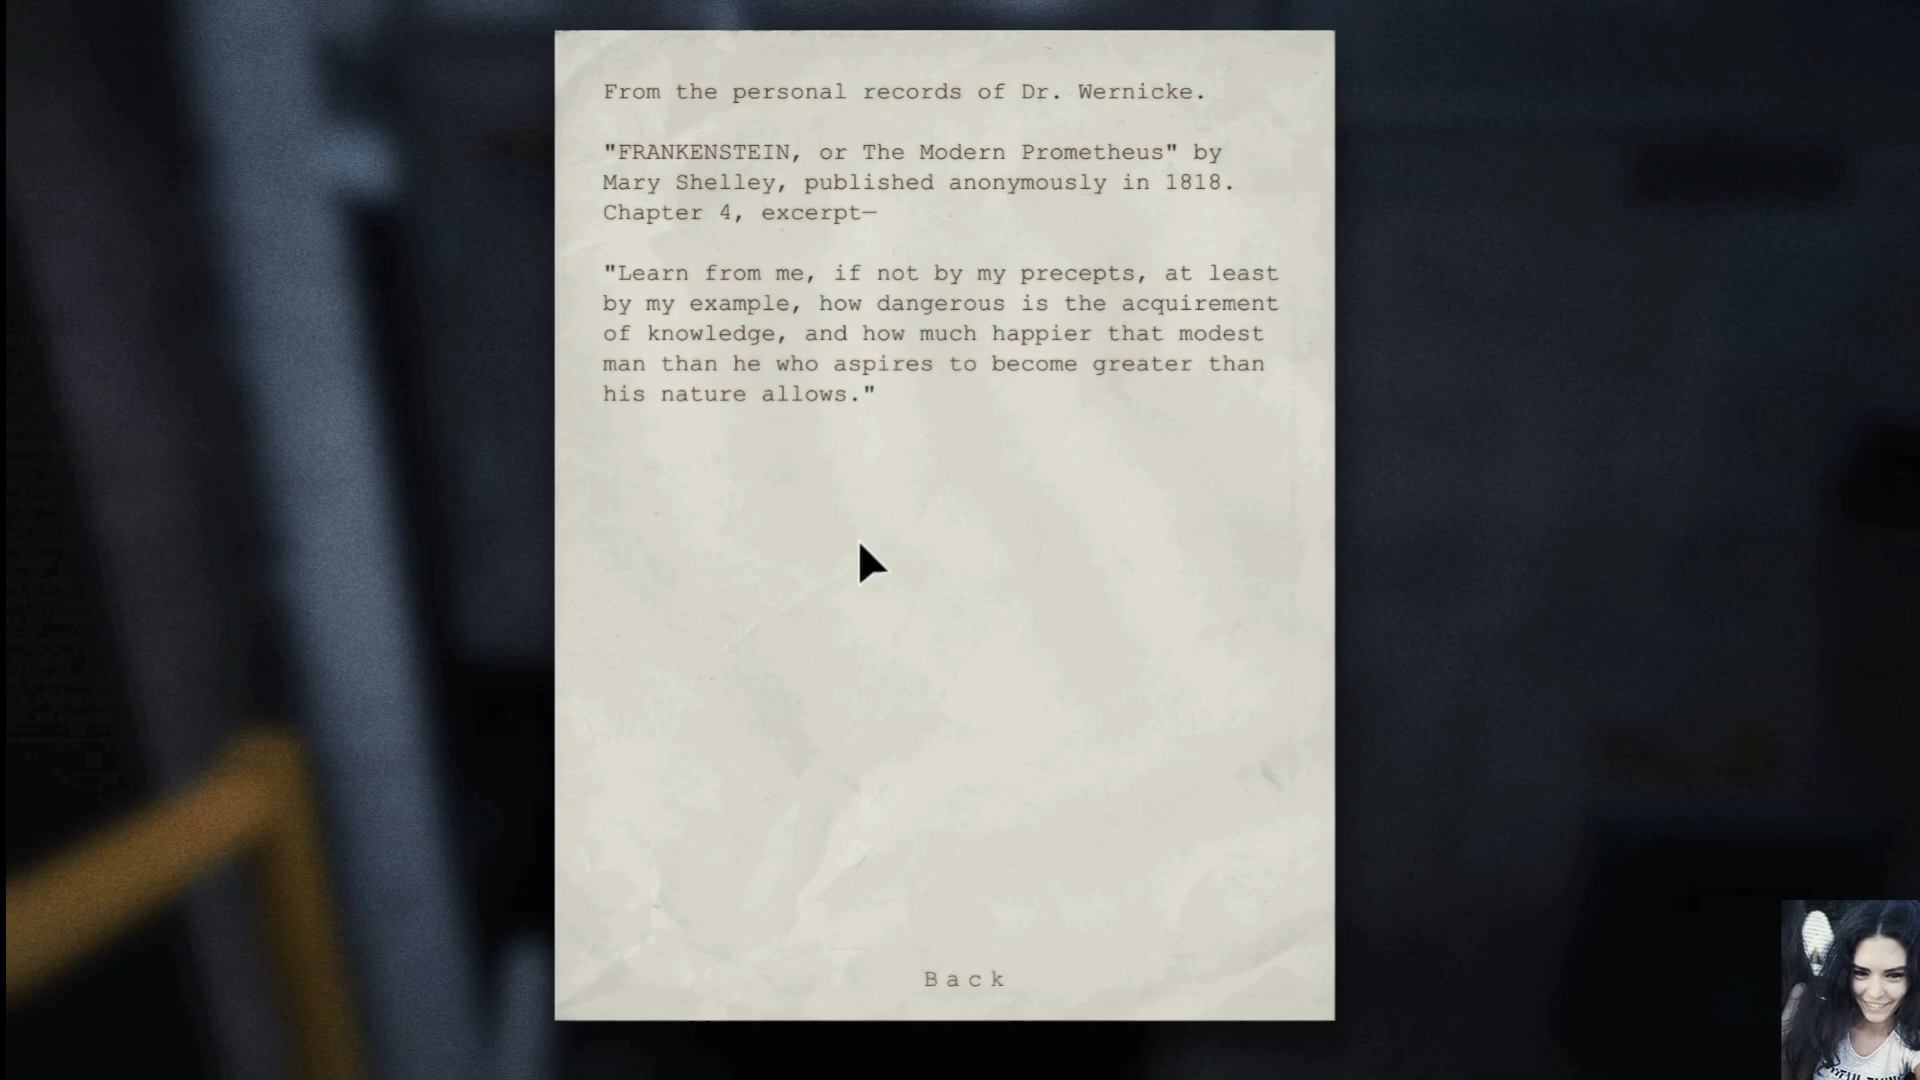 From the personal records of Dr. Wernicke.
"FRANKENSTEIN, or The Modern Prometheus" by
Mary Shelley, published anonymously in 1818.
Chapter 4, excerpt—
"Learn from me, if not by my precepts, at least
by my example, how dangerous is the acquirement
of knowledge, and how much happier that modest
man than he who aspires to become greater than
his nature allows."
Back